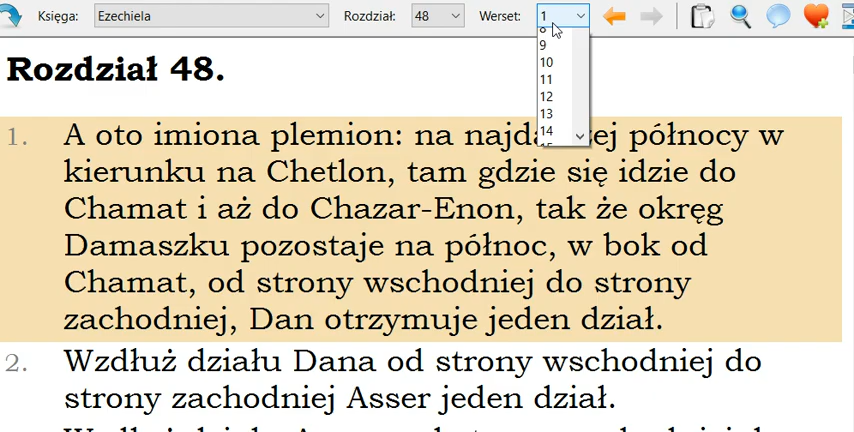 Księga: Ezechiela Rozdział: 48 Werset: 1
9
10
11
12
13
14
Rozdział 48.
1. A oto imiona plemion: na północy w
kierunku na Chetlon, tam gdzie się idzie do
Chamat i aż do Chazar-Enon, tak że okręg
Damaszku pozostaje na północ, w bok od
Chamat, od strony wschodniej do strony
zachodniej, Dan otrzymuje jeden dział.
2. Wzdłuż działu Dana od strony wschodniej do
strony zachodniej Asser jeden dział.